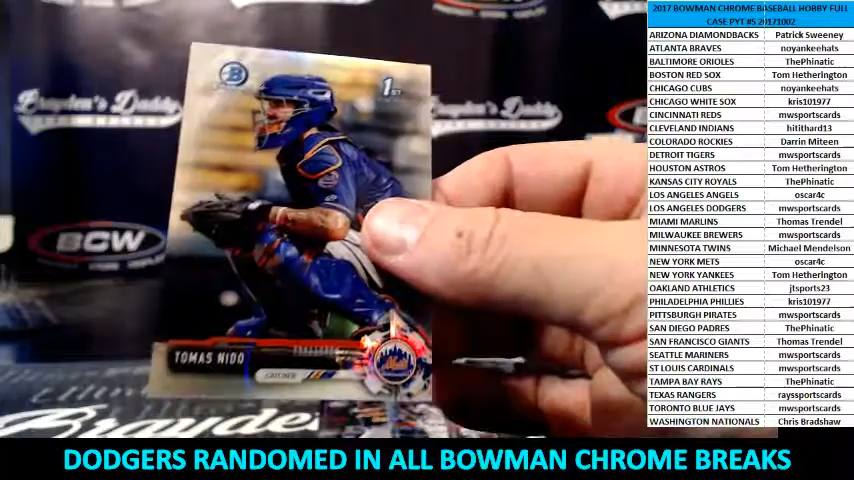 2017 BOWMAN CHROME BASEBALL HOBBY FULL
CASE PYT #5 20171002
ARIZONA DIAMONDBACKS Patrick Sweeney
ATLANTA BRAVES noyankeehats
BALTIMORE ORIOLES ThePhinatic
BOSTON RED SOX Tom Hetherington
CHICAGO CUBS noyankeehats
CHICAGO WHITE SOX kris101977
CINCINNATI REDS mwsportscards
CLEVELAND INDIANS hitithard13
COLORADO ROCKIES Darrin Miteen
DETROIT TIGERS mwsportscards
HOUSTON ASTROS Tom Hetherington
KANSAS CITY ROYALS ThePhinatic
LOS ANGELES ANGELS oscar4c
LOS ANGELES DODGERS mwsportscards
MIAMI MARLINS Thomas Trendel
MILWAUKEE BREWERS mwsportscards
MINNESOTA TWINS Michael Mendelson
NEW YORK METS oscar4c
NEW YORK YANKEES Tom Hetherington
OAKLAND ATHLETICS jtsports23
PHILADELPHIA PHILLIES kris101977
PITTSBURGH PIRATES mwsportscards
SAN DIEGO PADRES ThePhinatic
SAN FRANCISCO GIANTS Thomas Trendel
SEATTLE MARINERS mwsportscards
ST LOUIS CARDINALS mwsportscards
TAMPA BAY RAYS ThePhinatic
TEXAS RANGERS rayssportscards
TORONTO BLUE JAYS mwsportscards
WASHINGTON NATIONALS Chris Bradshaw
B
1ST
Brayden's Daddy
Brayden's Daddy
BCW
TOMAS NIDO
CATCHER
Mets
Brayde
DODGERS RANDOMED IN ALL BOWMAN CHROME BREAKS